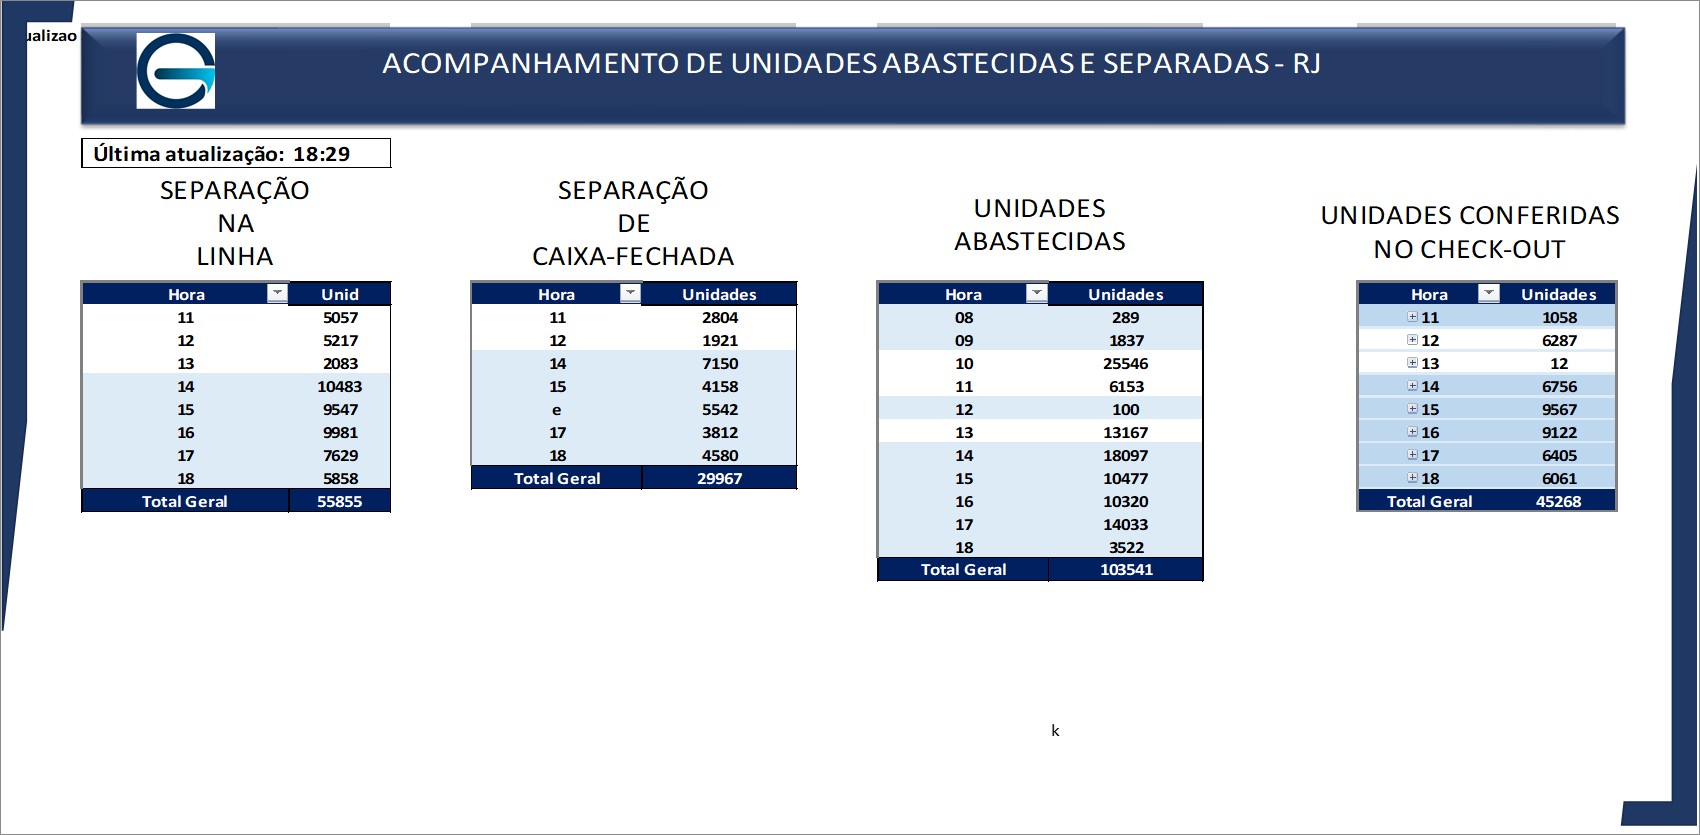 ualizao
ACOMPANHAMENTO DE UNIDADES ABASTECIDAS E SEPARADAS - RJ
Última atualização: 18:29
SEPARAÇÃO
NA
LINHA
Hora Unid
11 5057
12 5217
13 2083
14 10483
15 9547
16 9981
17 7629
18 5858
Total Geral 55855
SEPARAÇÃO
DE
CAIXA-FECHADA
Hora Unidades
11 2804
12 1921
14 7150
15 4158
e 5542
17 3812
18 4580
Total Geral 29967
UNIDADES
ABASTECIDAS
Hora Unidades
08 289
09 1837
10 25546
11 6153
12 100
13 13167
14 18097
15 10477
16 10320
17 14033
18 3522
Total Geral 103541
UNIDADES CONFERIDAS
NO CHECK-OUT
Hora Unidades
11 1058
12 6287
13 12
14 6756
15 9567
16 9122
17 6405
18 6061
Total Geral 45268
k